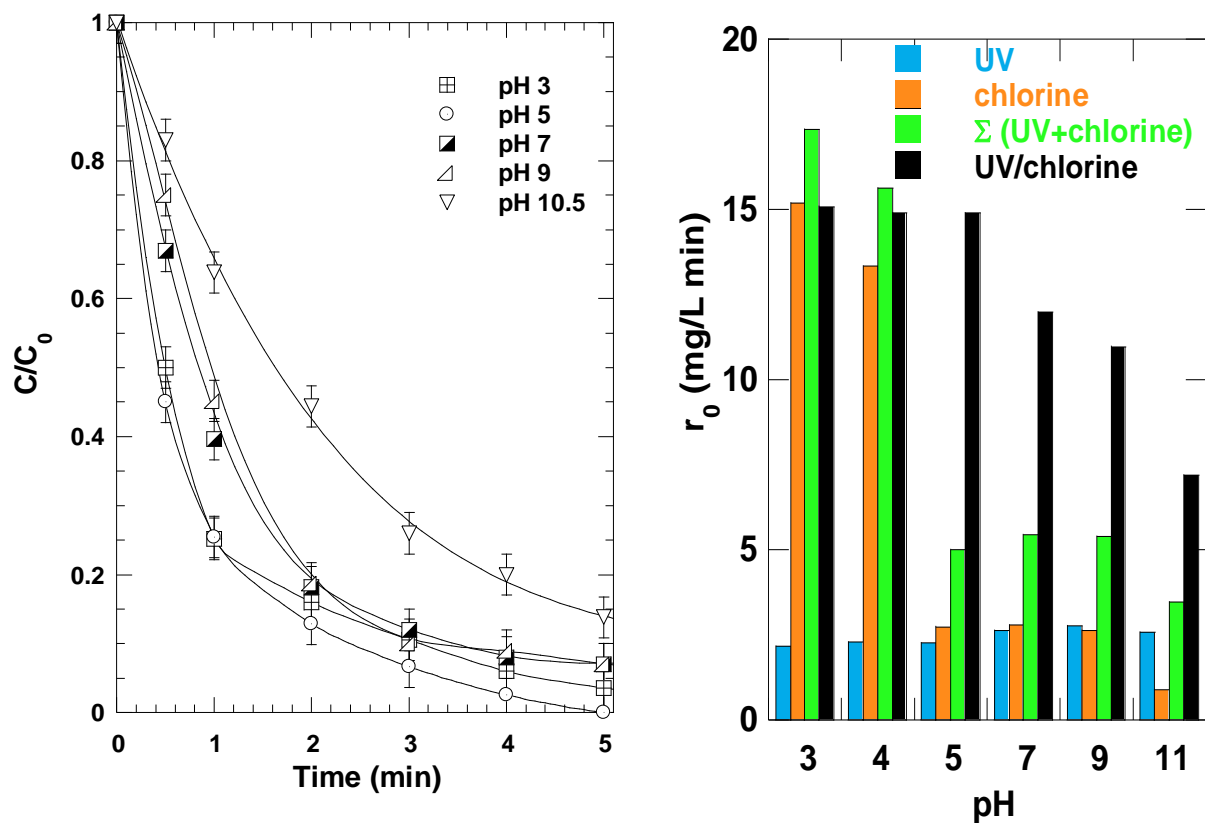 1
0.8
0.6
0.4
0.2
0
C/C0
0 1 2 3 4 5
Time (min)
pH 3
pH 5
pH 7
pH 9
pH 10.5
20
15
10
5
0
r0 (mg/L min)
UV
chlorine
Σ (UV+chlorine)
UV/chlorine
3 4 5 7 9 11
pH